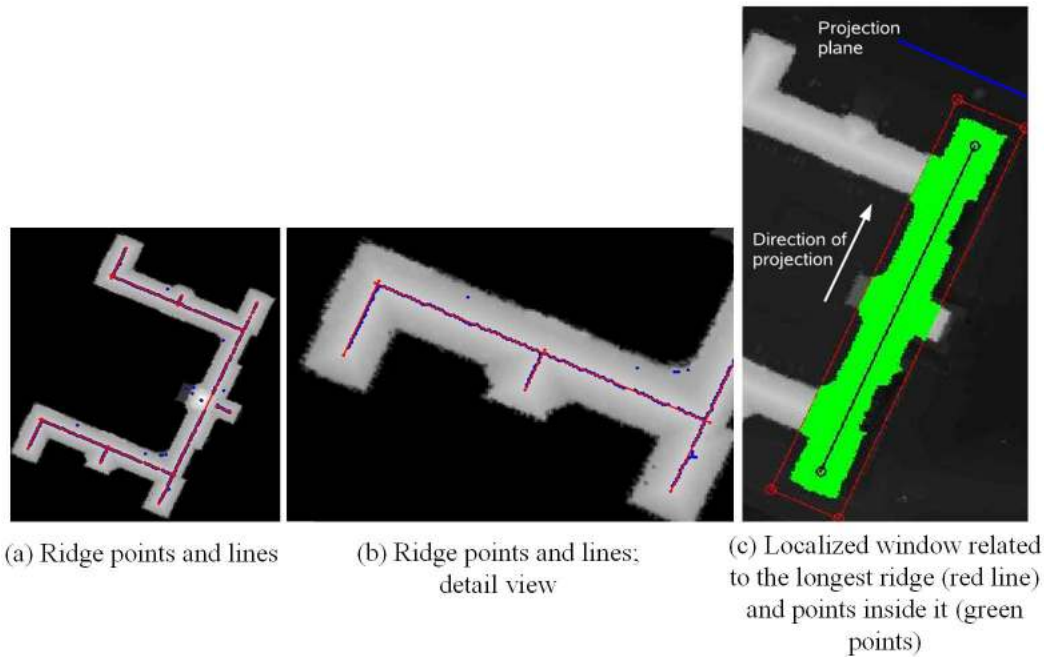 Projection
plane
Direction of
projection
(a) Ridge points and lines
(b) Ridge points and lines;
detail view
(c) Localized window related
to the longest ridge (red line)
and points inside it (green
points)